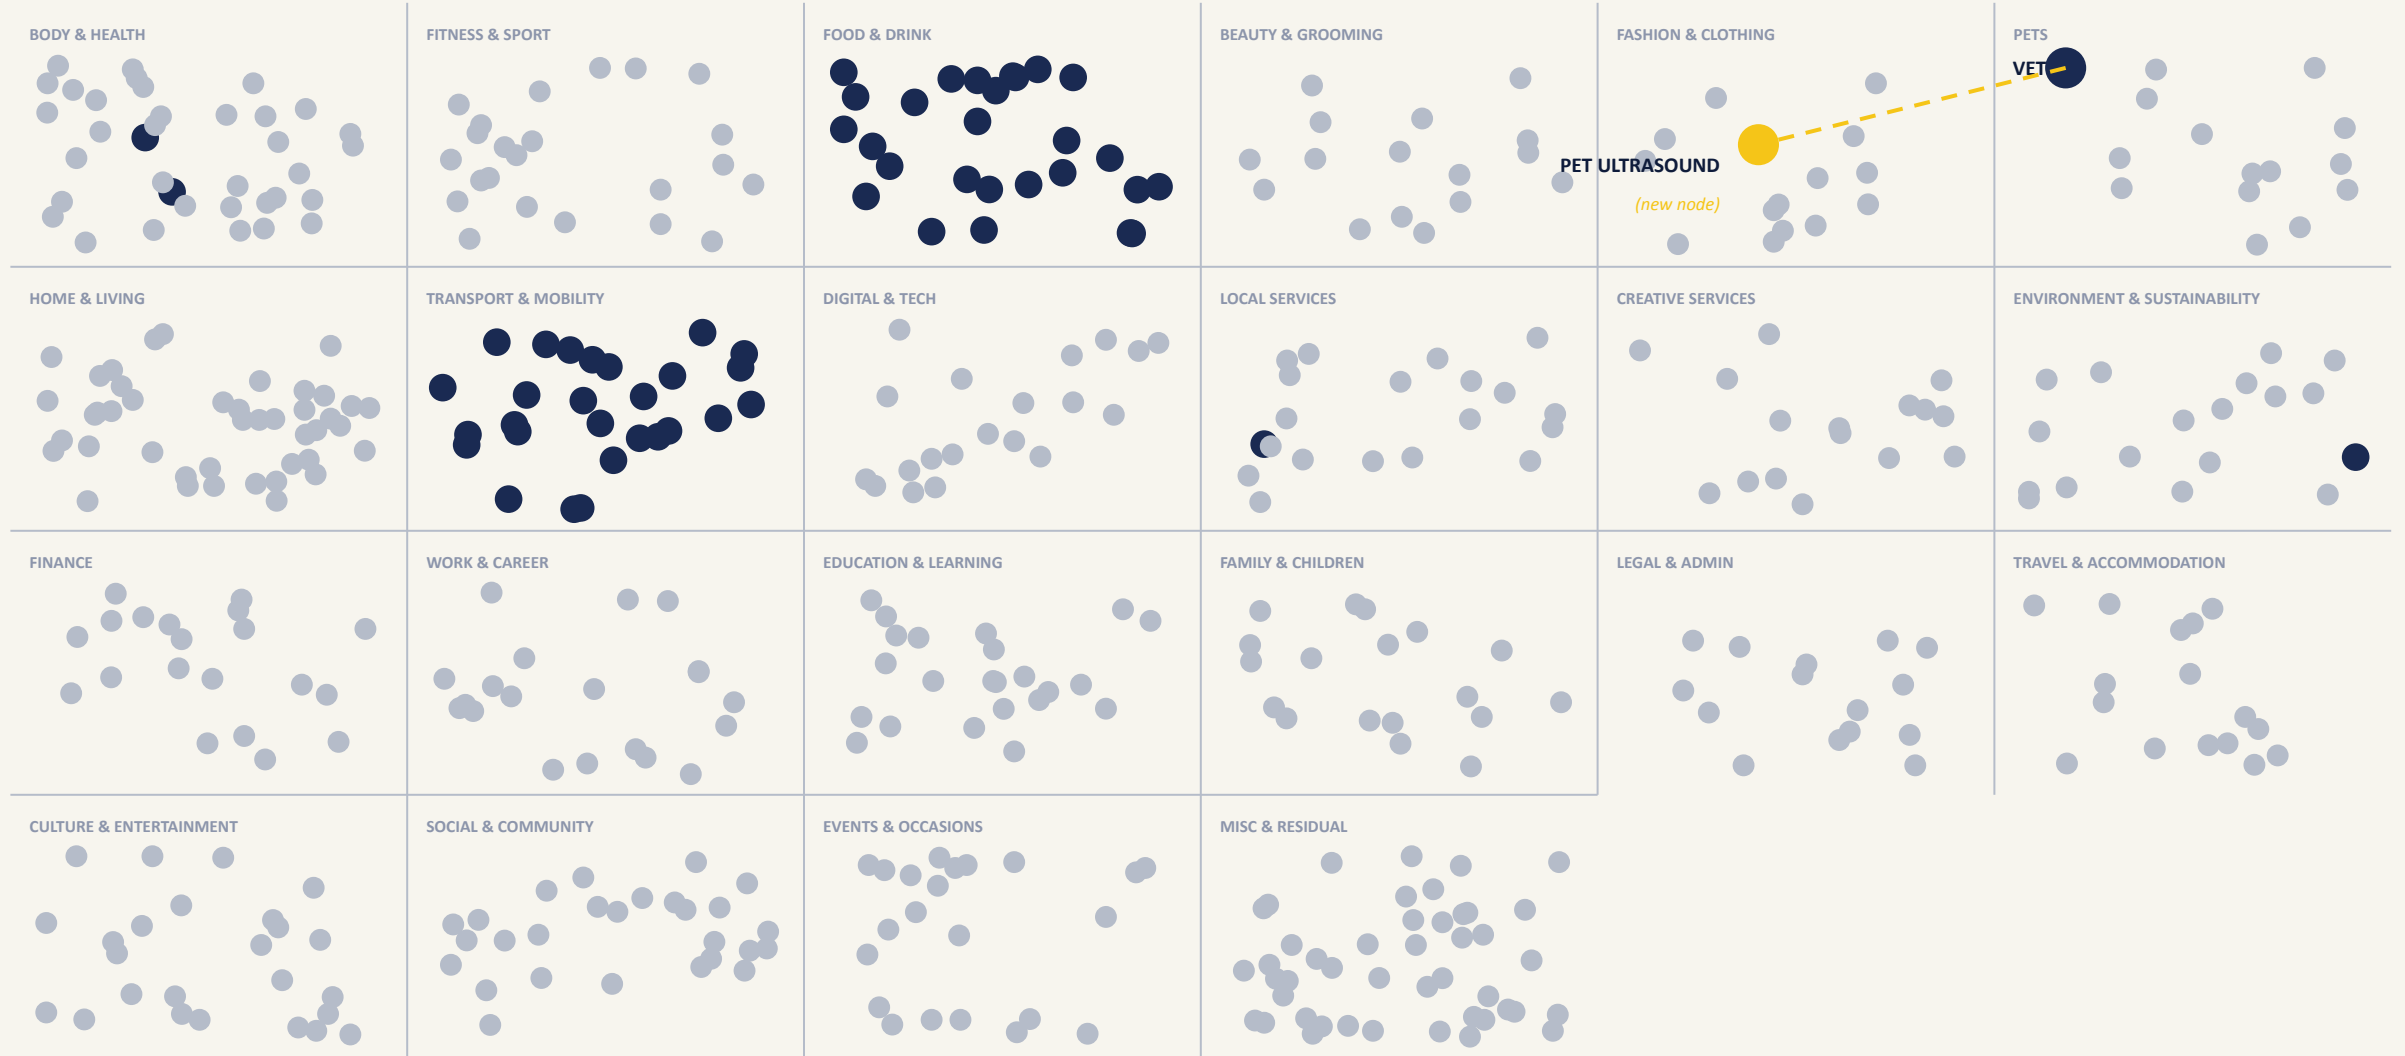 BODY & HEALTH
FITNESS & SPORT
FOOD & DRINK
BEAUTY & GROOMING
FASHION & CLOTHING
PETS
VET
PET ULTRASOUND
(new node)
HOME & LIVING
TRANSPORT & MOBILITY
DIGITAL & TECH
LOCAL SERVICES
CREATIVE SERVICES
ENVIRONMENT & SUSTAINABILITY
FINANCE
WORK & CAREER
EDUCATION & LEARNING
FAMILY & CHILDREN
LEGAL & ADMIN
TRAVEL & ACCOMMODATION
CULTURE & ENTERTAINMENT
SOCIAL & COMMUNITY
EVENTS & OCCASIONS
MISC & RESIDUAL